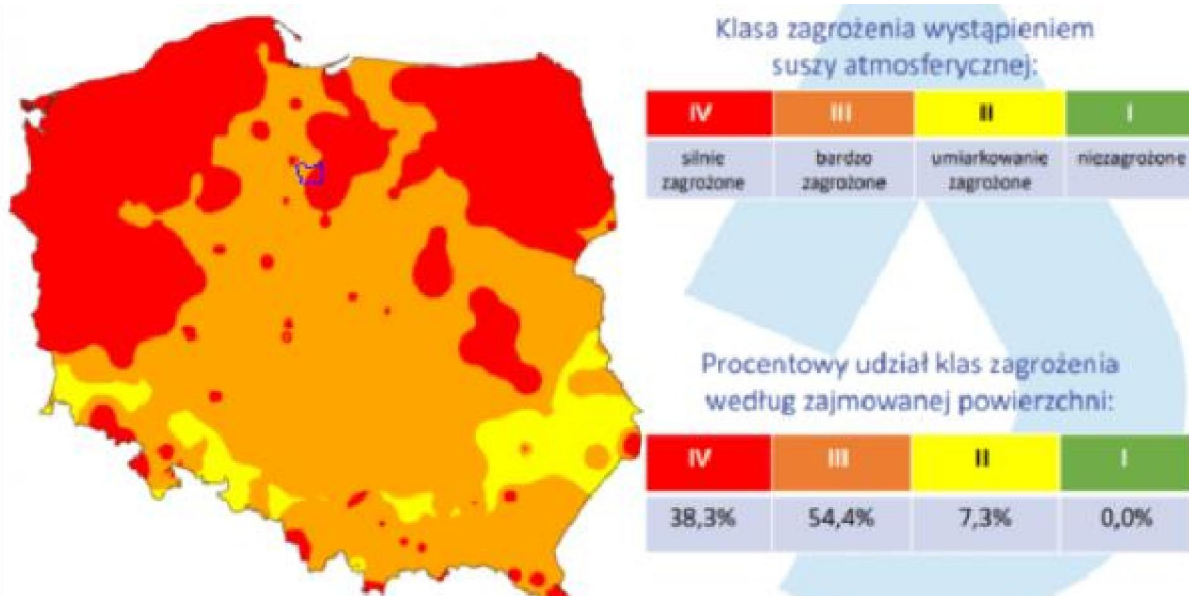 Klasa zagrożenia wystąpieniem
suszy atmosferycznej:
IV III II I
silnie zagrożone bardzo zagrożone umiarkowanie zagrożone niezagrożone
Procentowy udział klas zagrożenia
według zajmowanej powierzchni:
IV III II I
38,3% 54,4% 7,3% 0,0%